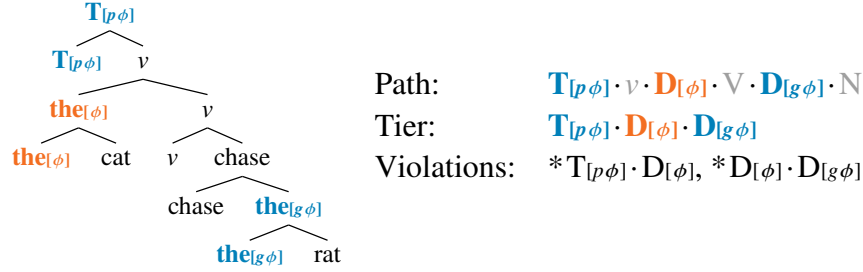 T[pϕ]
T[pϕ] v
the[ϕ] v
the[ϕ] cat v chase
chase the[gϕ]
the[gϕ] rat
Path: T[pϕ]·v·D[ϕ]·V·D[gϕ]·N
Tier: T[pϕ]·D[ϕ]·D[gϕ]
Violations: *T[pϕ]·D[ϕ], *D[ϕ]·D[gϕ]